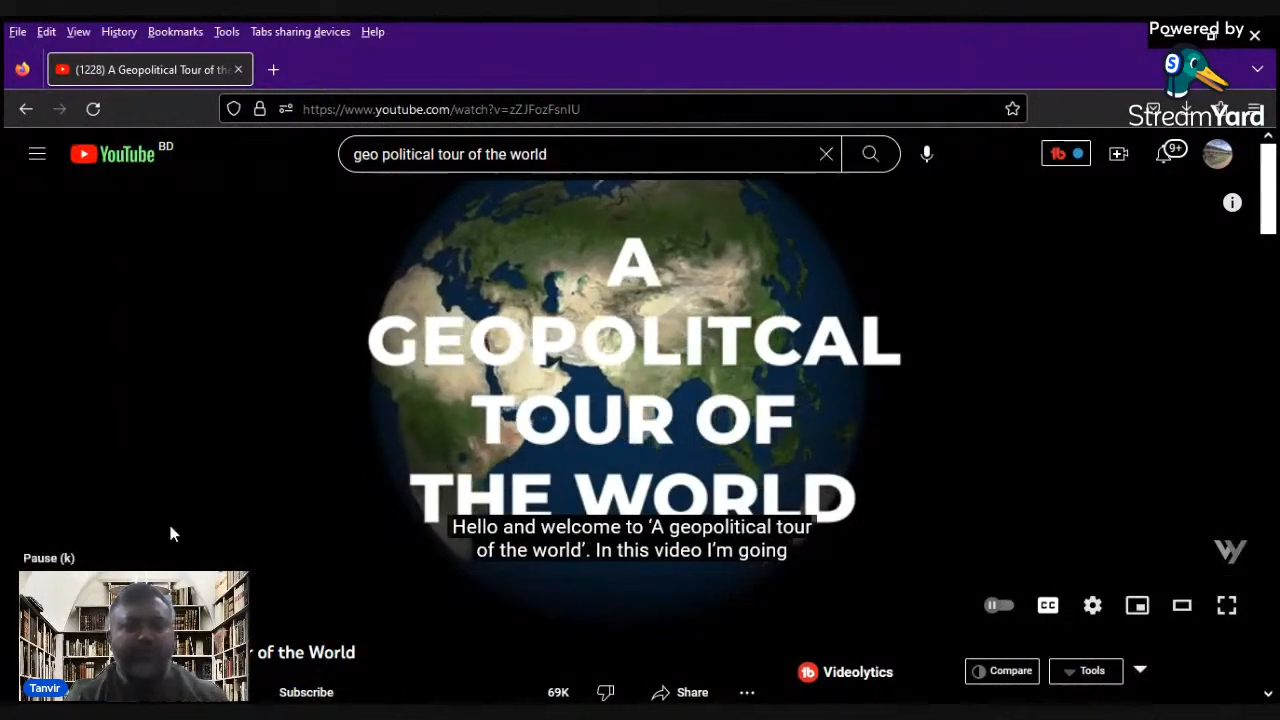 File Edit View History Bookmarks Tools Tabs sharing devices Help
Powered by
StreamYard
(1228) A Geopolitical Tour of the
https://www.youtube.com/watch?v=zZJFozFsnIU
YouTube BD
geo political tour of the world
9+
A
GEOPOLITCAL
TOUR OF
THE WORLD
Hello and welcome to ‘A geopolitical tour
of the world’. In this video I’m going
Pause (k)
CC
of the World
Tanvir
Videolytics
Compare
Tools
Subscribe
69K
Share